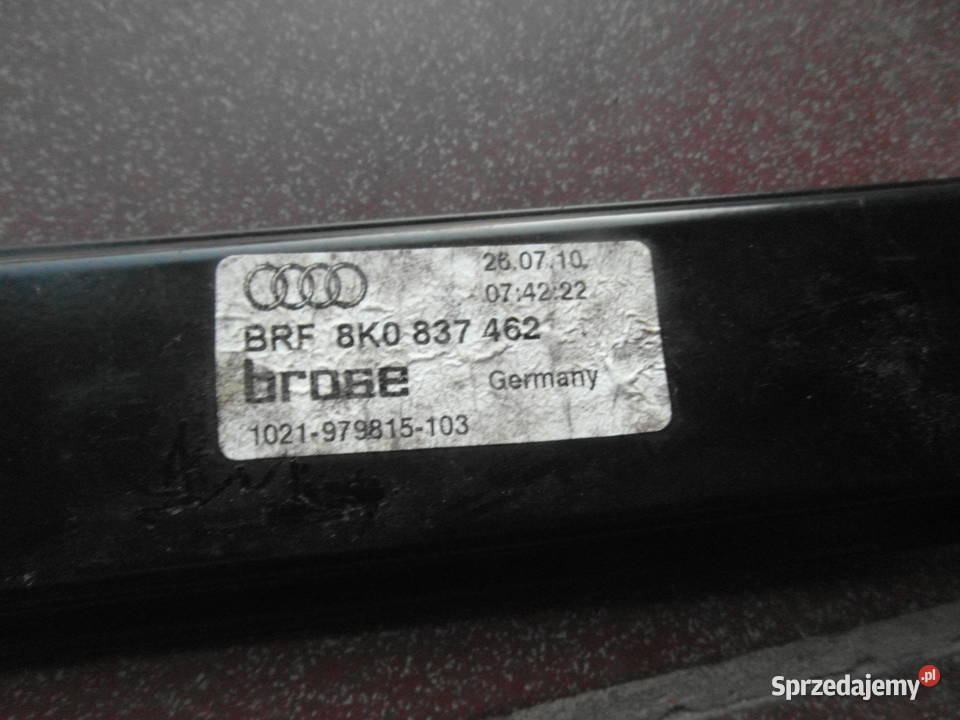 26.07.10
07:42:22
BRF 8K0 837 462
brose Germany
1021-979815-103
Sprzedajemy.pl